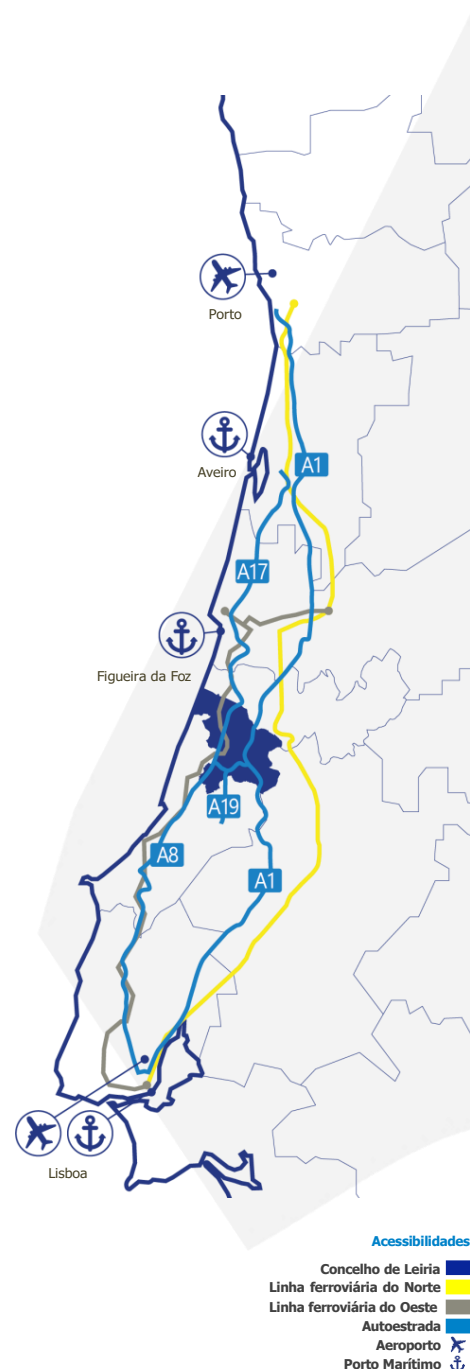 Porto
Aveiro
A1
A17
Figueira da Foz
A19
A8
A1
Lisboa
Acessibilidades
Concelho de Leiria
Linha ferroviária do Norte
Linha ferroviária do Oeste
Autoestrada
Aeroporto
Porto Marítimo